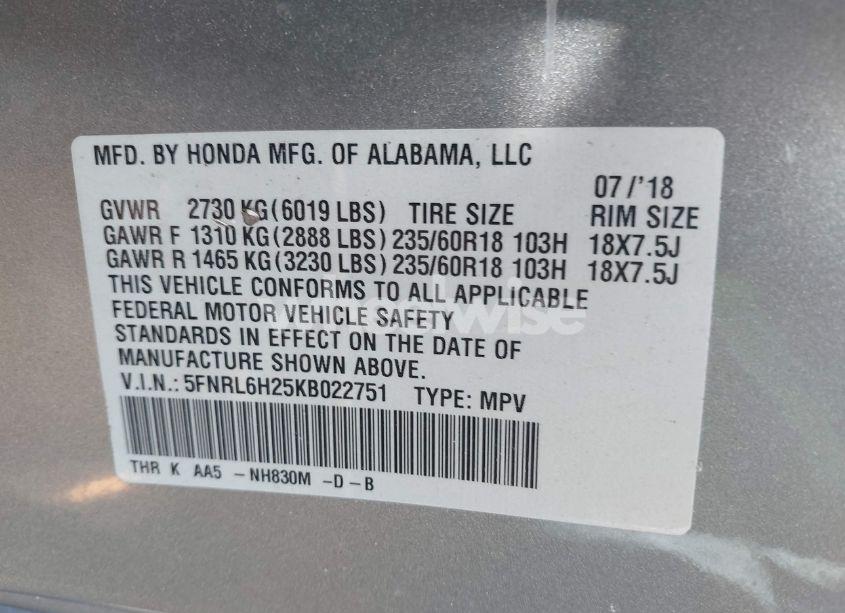 MFD. BY HONDA MFG. OF ALABAMA, LLC
07/'18
GVWR 2730 KG (6019 LBS) TIRE SIZE RIM SIZE
GAWR F 1310 KG (2888 LBS) 235/60R18 103H 18X7.5J
GAWR R 1465 KG (3230 LBS) 235/60R18 103H 18X7.5J
THIS VEHICLE CONFORMS TO ALL APPLICABLE
FEDERAL MOTOR VEHICLE SAFETY
STANDARDS IN EFFECT ON THE DATE OF
MANUFACTURE SHOWN ABOVE.
V.I.N.: 5FNRL6H25KB022751 TYPE: MPV
THR K AA5 - NH830M - D - B